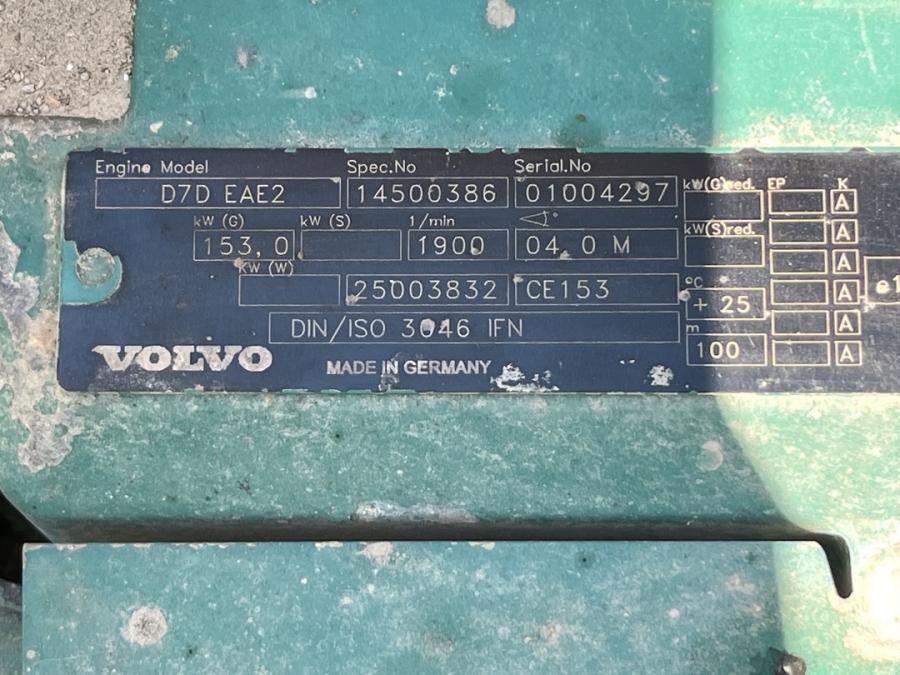 Engine Model Spec.No Serial.No kW(G)red. EP K
D7D EAE2 14500386 01004297 A
kW (G) kW (S) 1/min ° kW(S)red. A
153,0 1900 04.0 M A
kW (W) °C
25003832 CE153 + 25 A e1
DIN/ISO 3046 IFN m A
VOLVO MADE IN GERMANY 100 A